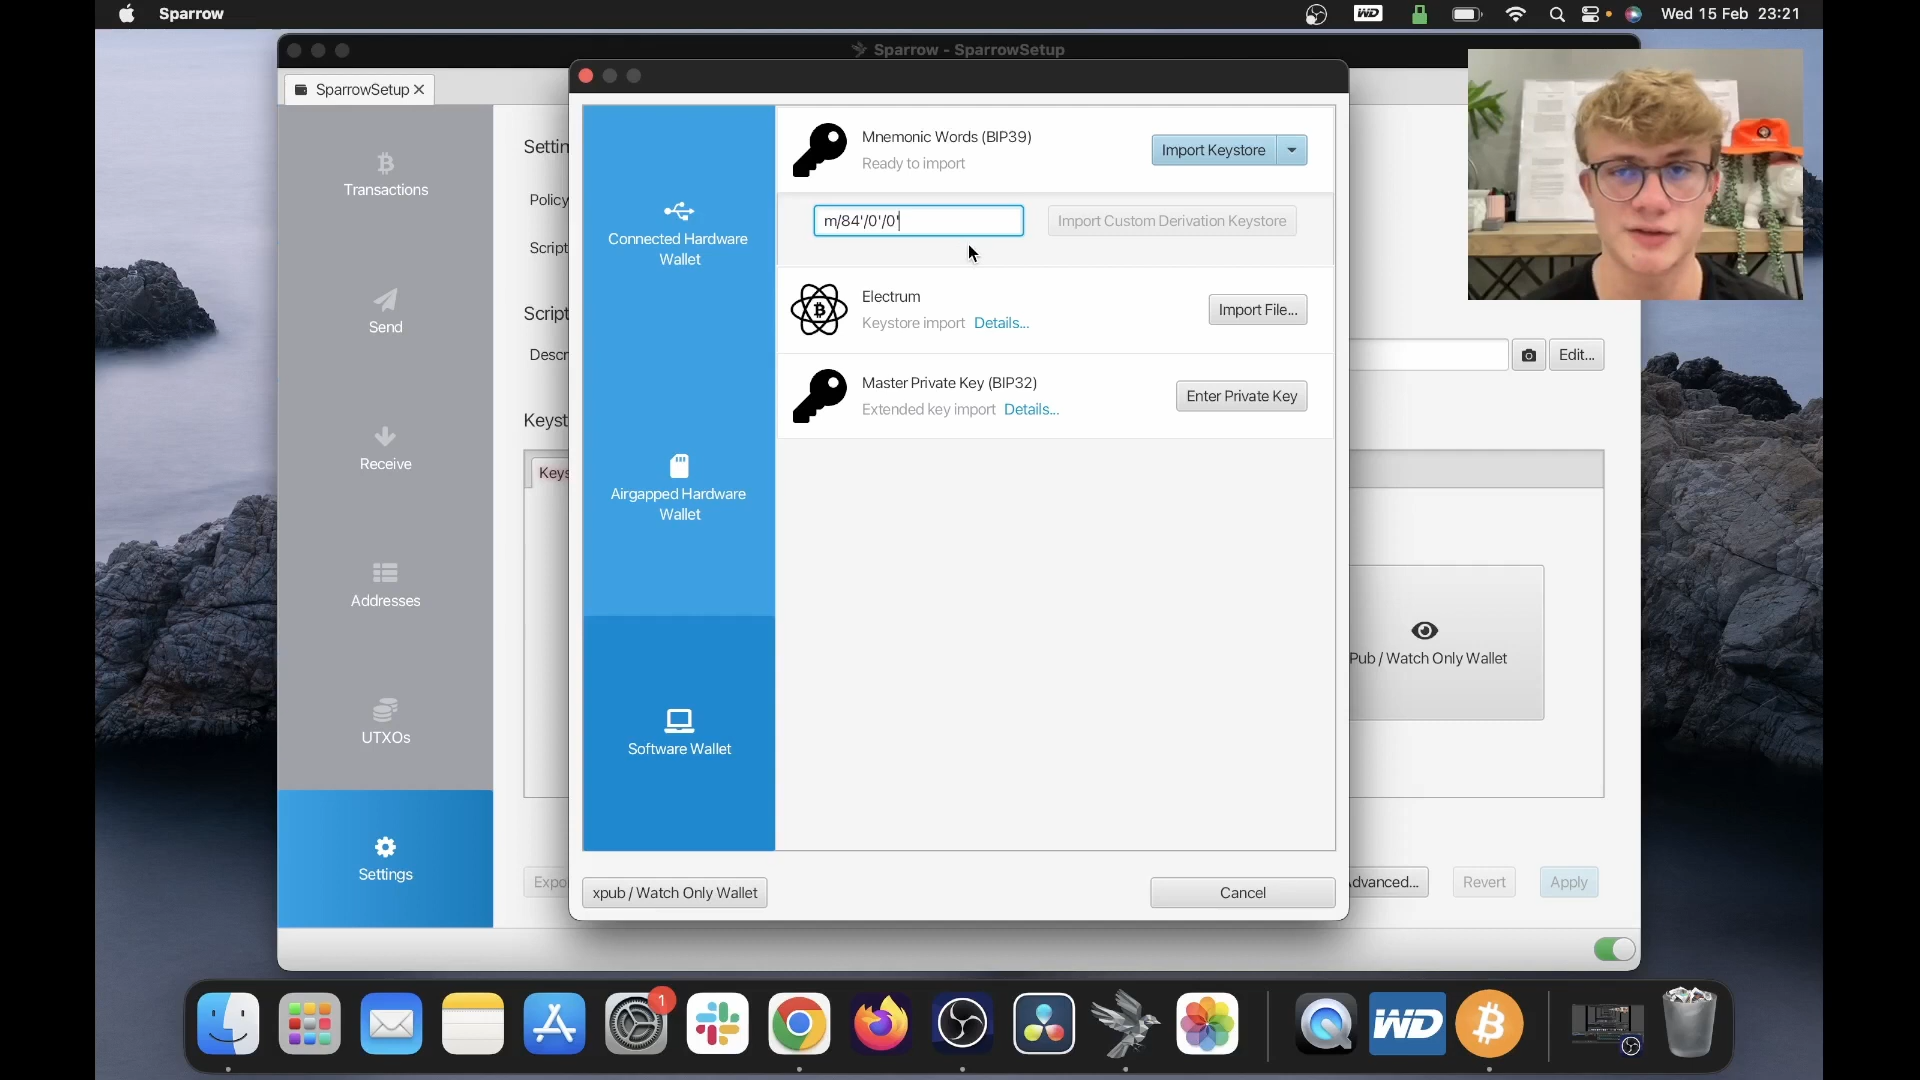 Sparrow
WD
Wed 15 Feb 23:21
Sparrow - SparrowSetup
SparrowSetup
Transactions
Send
Receive
Addresses
UTXOs
Settings
Settin
Policy
Script
Script
Descr
Keyst
Keys
Expo
Connected Hardware
Wallet
Airgapped Hardware
Wallet
Software Wallet
Mnemonic Words (BIP39)
Ready to import
Import Keystore
m/84'/0'/0'
Import Custom Derivation Keystore
Electrum
Keystore import Details...
Import File...
Master Private Key (BIP32)
Extended key import Details...
Enter Private Key
xpub / Watch Only Wallet
Cancel
Edit...
Pub / Watch Only Wallet
dvanced...
Revert
Apply
1
WD